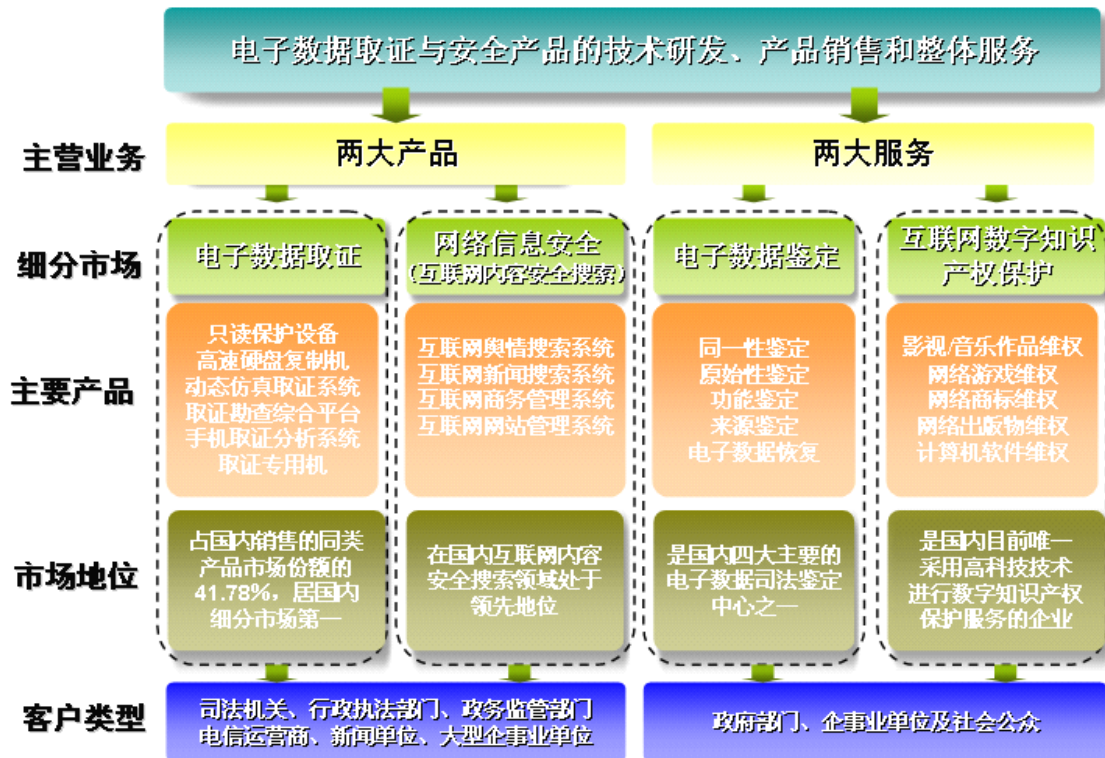 电子数据取证与安全产品的技术研发、产品销售和整体服务
主营业务
两大产品
两大服务
细分市场
电子数据取证
网络信息安全
(互联网内容安全搜索)
电子数据鉴定
互联网数字知识
产权保护
主要产品
只读保护设备
高速硬盘复制机
动态仿真取证系统
取证勘查综合平台
手机取证分析系统
取证专用机
互联网舆情搜索系统
互联网新闻搜索系统
互联网商务管理系统
互联网网站管理系统
同一性鉴定
原始性鉴定
功能鉴定
来源鉴定
电子数据恢复
影视/音乐作品维权
网络游戏维权
网络商标维权
网络出版物维权
计算机软件维权
市场地位
占国内销售的同类
产品市场份额的
41.78%，居国内
细分市场第一
在国内互联网内容
安全搜索领域处于
领先地位
是国内四大主要的
电子数据司法鉴定
中心之一
是国内目前唯一
采用高科技技术
进行数字知识产权
保护服务的企业
客户类型
司法机关、行政执法部门、政务监管部门
电信运营商、新闻单位、大型企事业单位
政府部门、企事业单位及社会公众